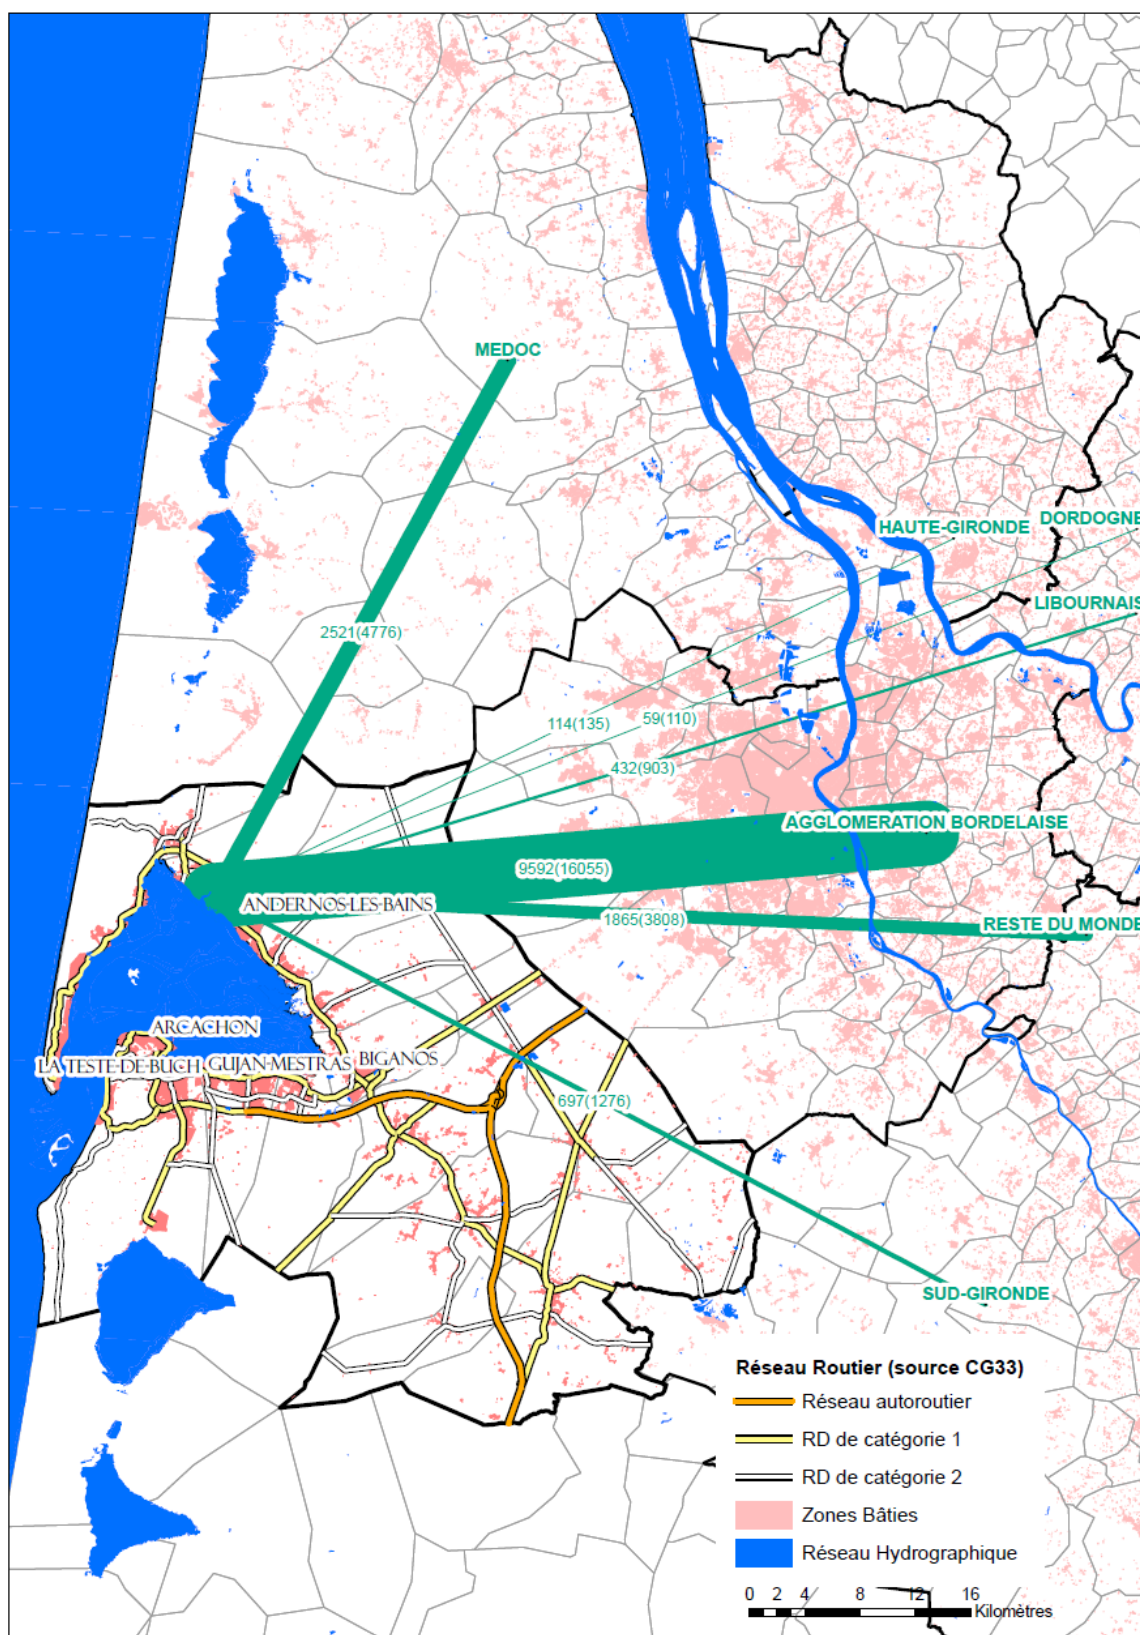 MEDOC
HAUTE-GIRONDE
DORDOGNE
LIBOURNAIS
2521(4776)
114(135)
59(110)
432(903)
AGGLOMERATION BORDELAISE
9592(16055)
ANDERNOS-LES-BAINS
1865(3808)
RESTE DU MONDE
ARCACHON
LA TESTE-DE-BUCH
GUJAN-MESTRAS
BIGANOS
697(1276)
SUD-GIRONDE
Réseau Routier (source CG33)
Réseau autoroutier
RD de catégorie 1
RD de catégorie 2
Zones Bâties
Réseau Hydrographique
0 2 4 8 12 16
Kilomètres